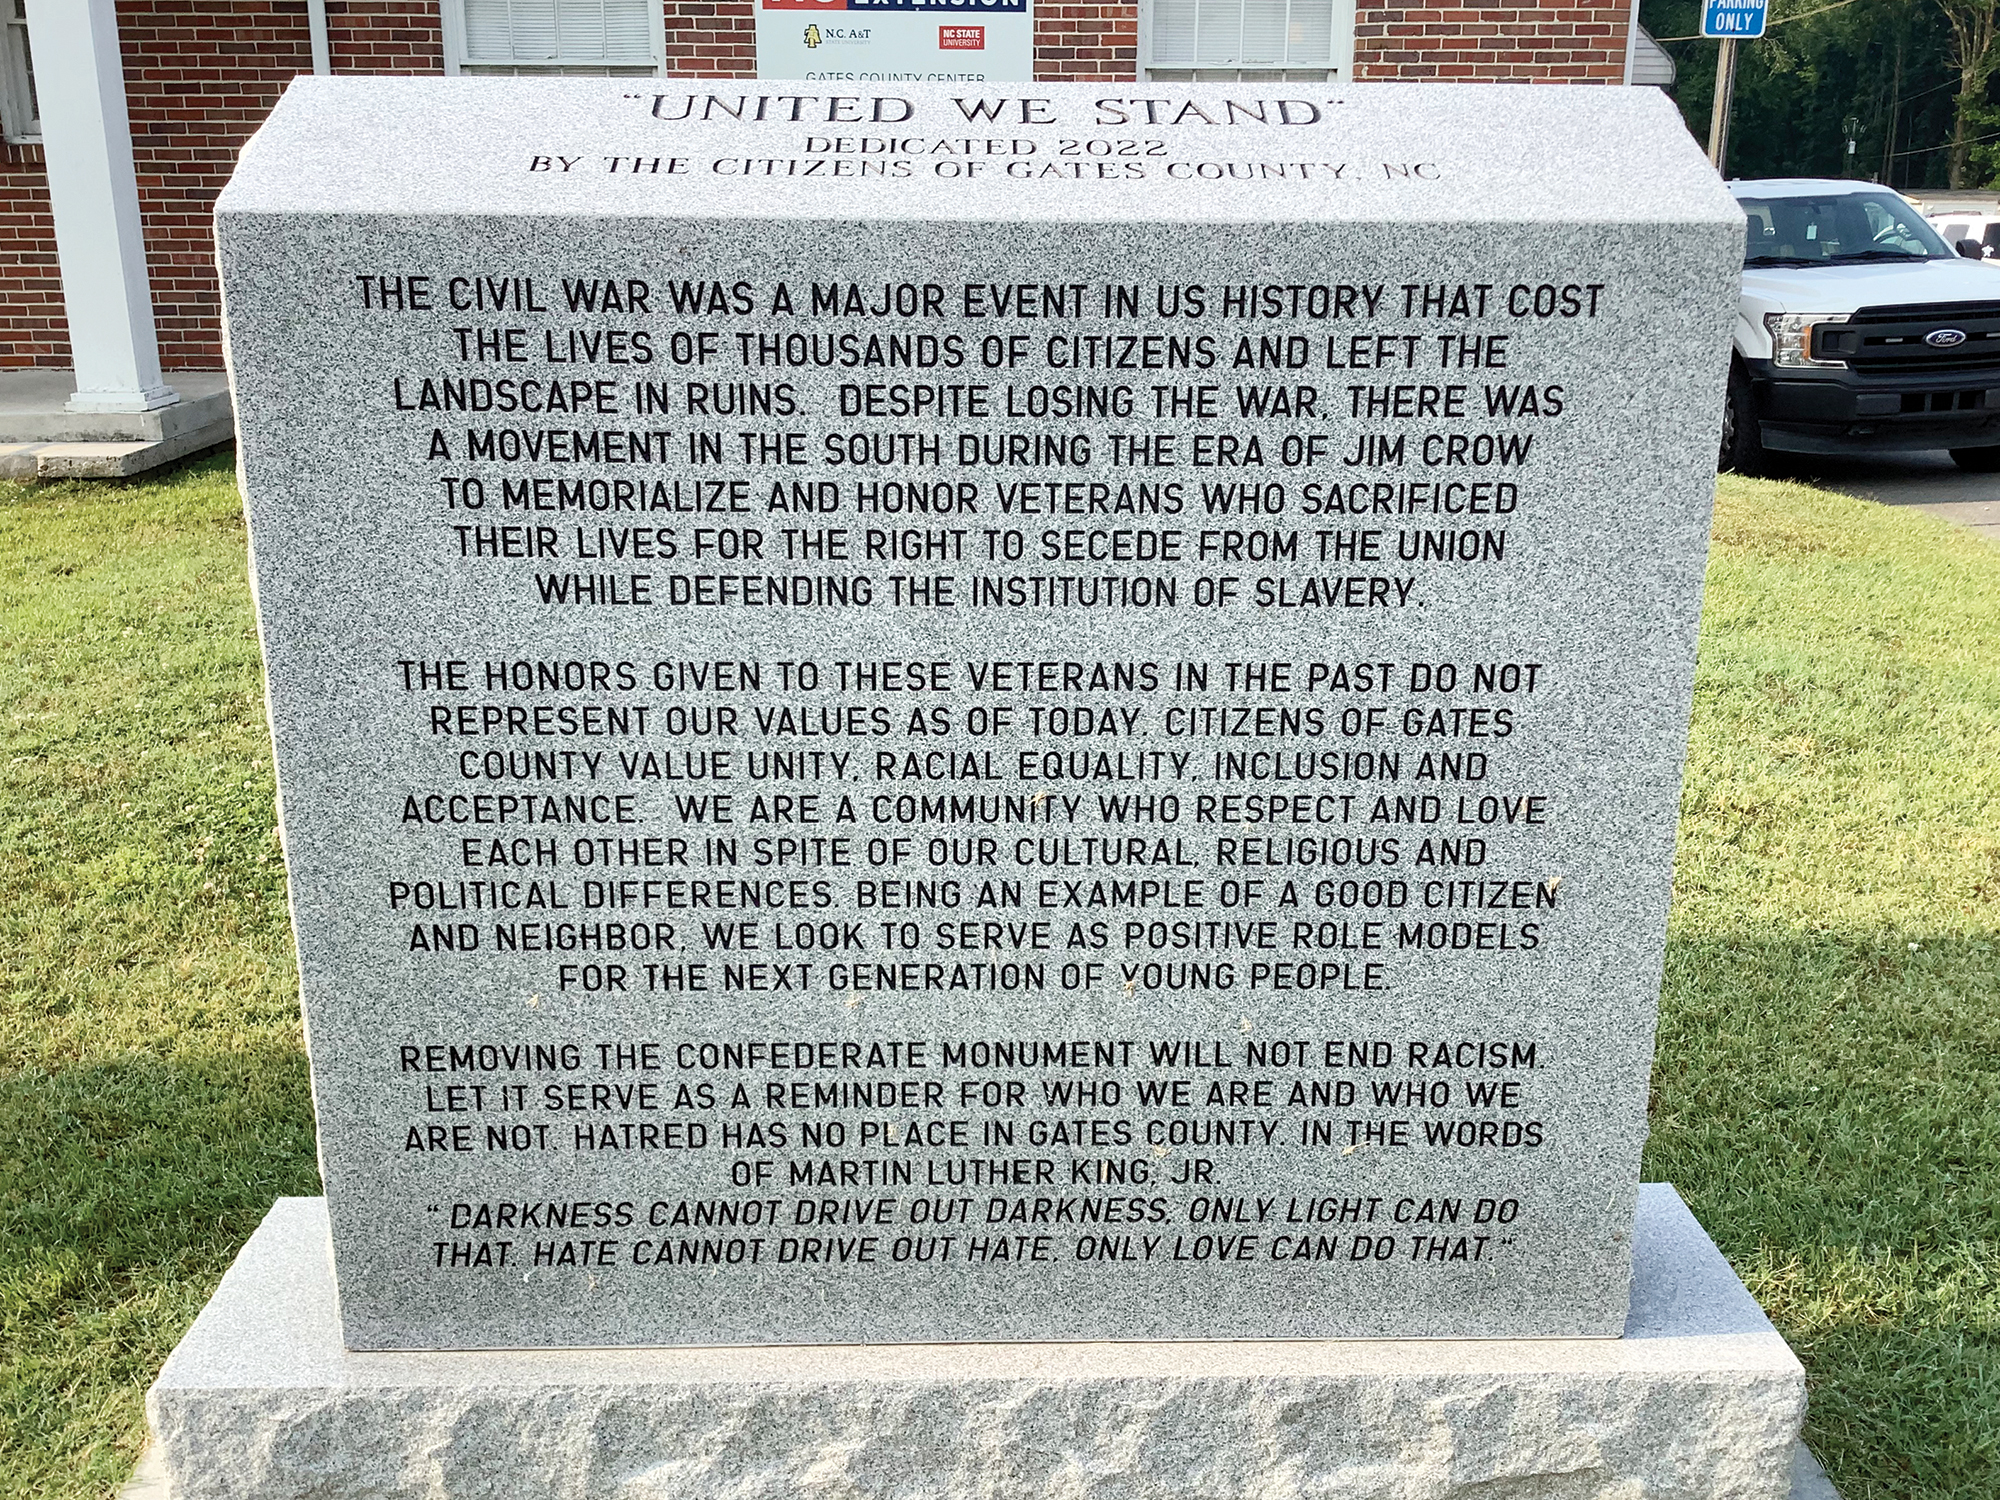 EXTENSION
N.C. A&T
STATE UNIVERSITY
NC STATE
UNIVERSITY
GATES COUNTY CENTER
PARKING
ONLY
"UNITED WE STAND"
DEDICATED 2022
BY THE CITIZENS OF GATES COUNTY, NC
THE CIVIL WAR WAS A MAJOR EVENT IN US HISTORY THAT COST
THE LIVES OF THOUSANDS OF CITIZENS AND LEFT THE
LANDSCAPE IN RUINS. DESPITE LOSING THE WAR, THERE WAS
A MOVEMENT IN THE SOUTH DURING THE ERA OF JIM CROW
TO MEMORIALIZE AND HONOR VETERANS WHO SACRIFICED
THEIR LIVES FOR THE RIGHT TO SECEDE FROM THE UNION
WHILE DEFENDING THE INSTITUTION OF SLAVERY.
THE HONORS GIVEN TO THESE VETERANS IN THE PAST DO NOT
REPRESENT OUR VALUES AS OF TODAY. CITIZENS OF GATES
COUNTY VALUE UNITY, RACIAL EQUALITY, INCLUSION AND
ACCEPTANCE. WE ARE A COMMUNITY WHO RESPECT AND LOVE
EACH OTHER IN SPITE OF OUR CULTURAL, RELIGIOUS AND
POLITICAL DIFFERENCES. BEING AN EXAMPLE OF A GOOD CITIZEN
AND NEIGHBOR, WE LOOK TO SERVE AS POSITIVE ROLE MODELS
FOR THE NEXT GENERATION OF YOUNG PEOPLE.
REMOVING THE CONFEDERATE MONUMENT WILL NOT END RACISM.
LET iT SERVE AS A REMINDER FOR WHO WE ARE AND WHO WE
ARE NOT. HATRED HAS NO PLACE IN GATES COUNTY. IN THE WORDS
OF MARTIN LUTHER KING, JR.
"DARKNESS CANNOT DRIVE OUT DARKNESS, ONLY LIGHT CAN DO
THAT. HATE CANNOT DRIVE OUT HATE, ONLY LOVE CAN DO THAT."
Ford